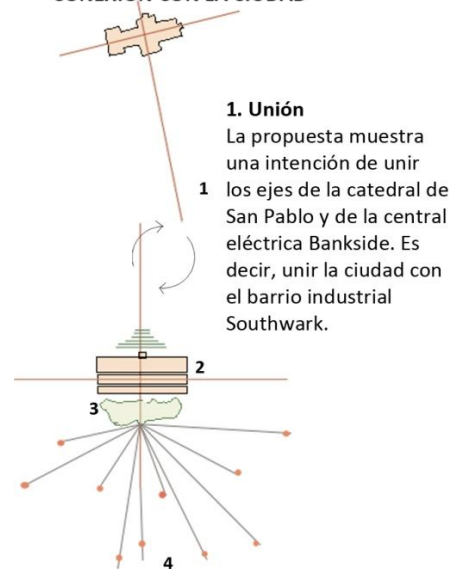 CONEXIÓN CON LA CIUDAD
1. Unión
La propuesta muestra
una intención de unir
1 los ejes de la catedral de
San Pablo y de la central
eléctrica Bankside. Es
decir, unir la ciudad con
el barrio industrial
Southwark.
2
3
4